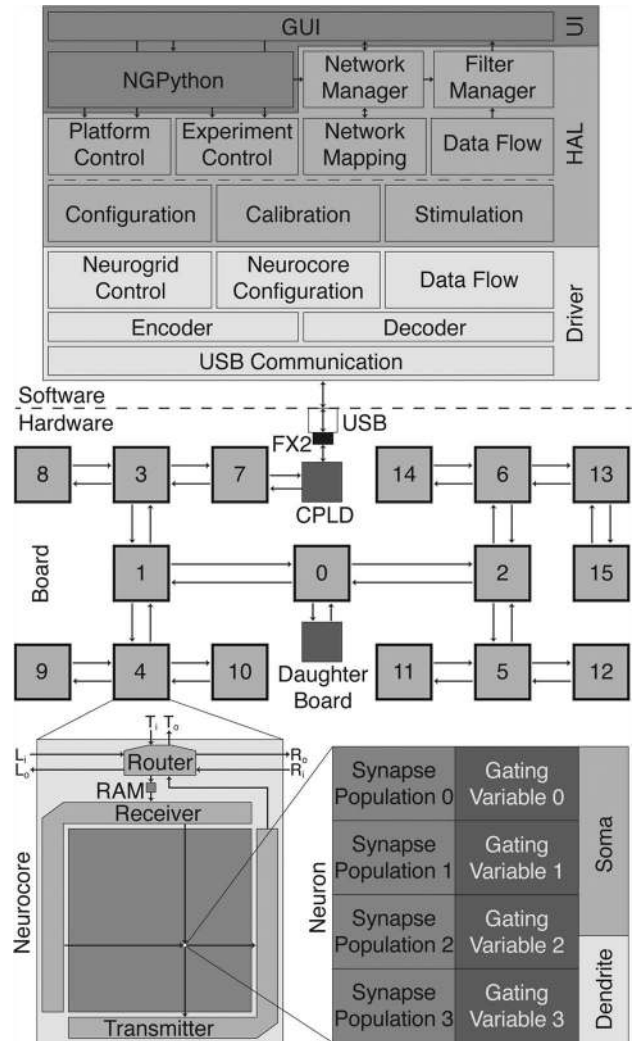 GUI
UI
NGPython
Network
Manager
Filter
Manager
Platform
Control
Experiment
Control
Network
Mapping
Data Flow
HAL
Configuration
Calibration
Stimulation
Neurogrid
Control
Neurocore
Configuration
Data Flow
Driver
Encoder
Decoder
USB Communication
Software
Hardware
USB
FX2
CPLD
8
3
7
14
6
13
Board
1
0
2
15
9
4
10
Daughter
Board
11
5
12
Ti To
Li
Lo
Router
Ro
Ri
RAM
Receiver
Neurocore
Transmitter
Neuron
Synapse
Population 0
Gating
Variable 0
Synapse
Population 1
Gating
Variable 1
Soma
Synapse
Population 2
Gating
Variable 2
Synapse
Population 3
Gating
Variable 3
Dendrite